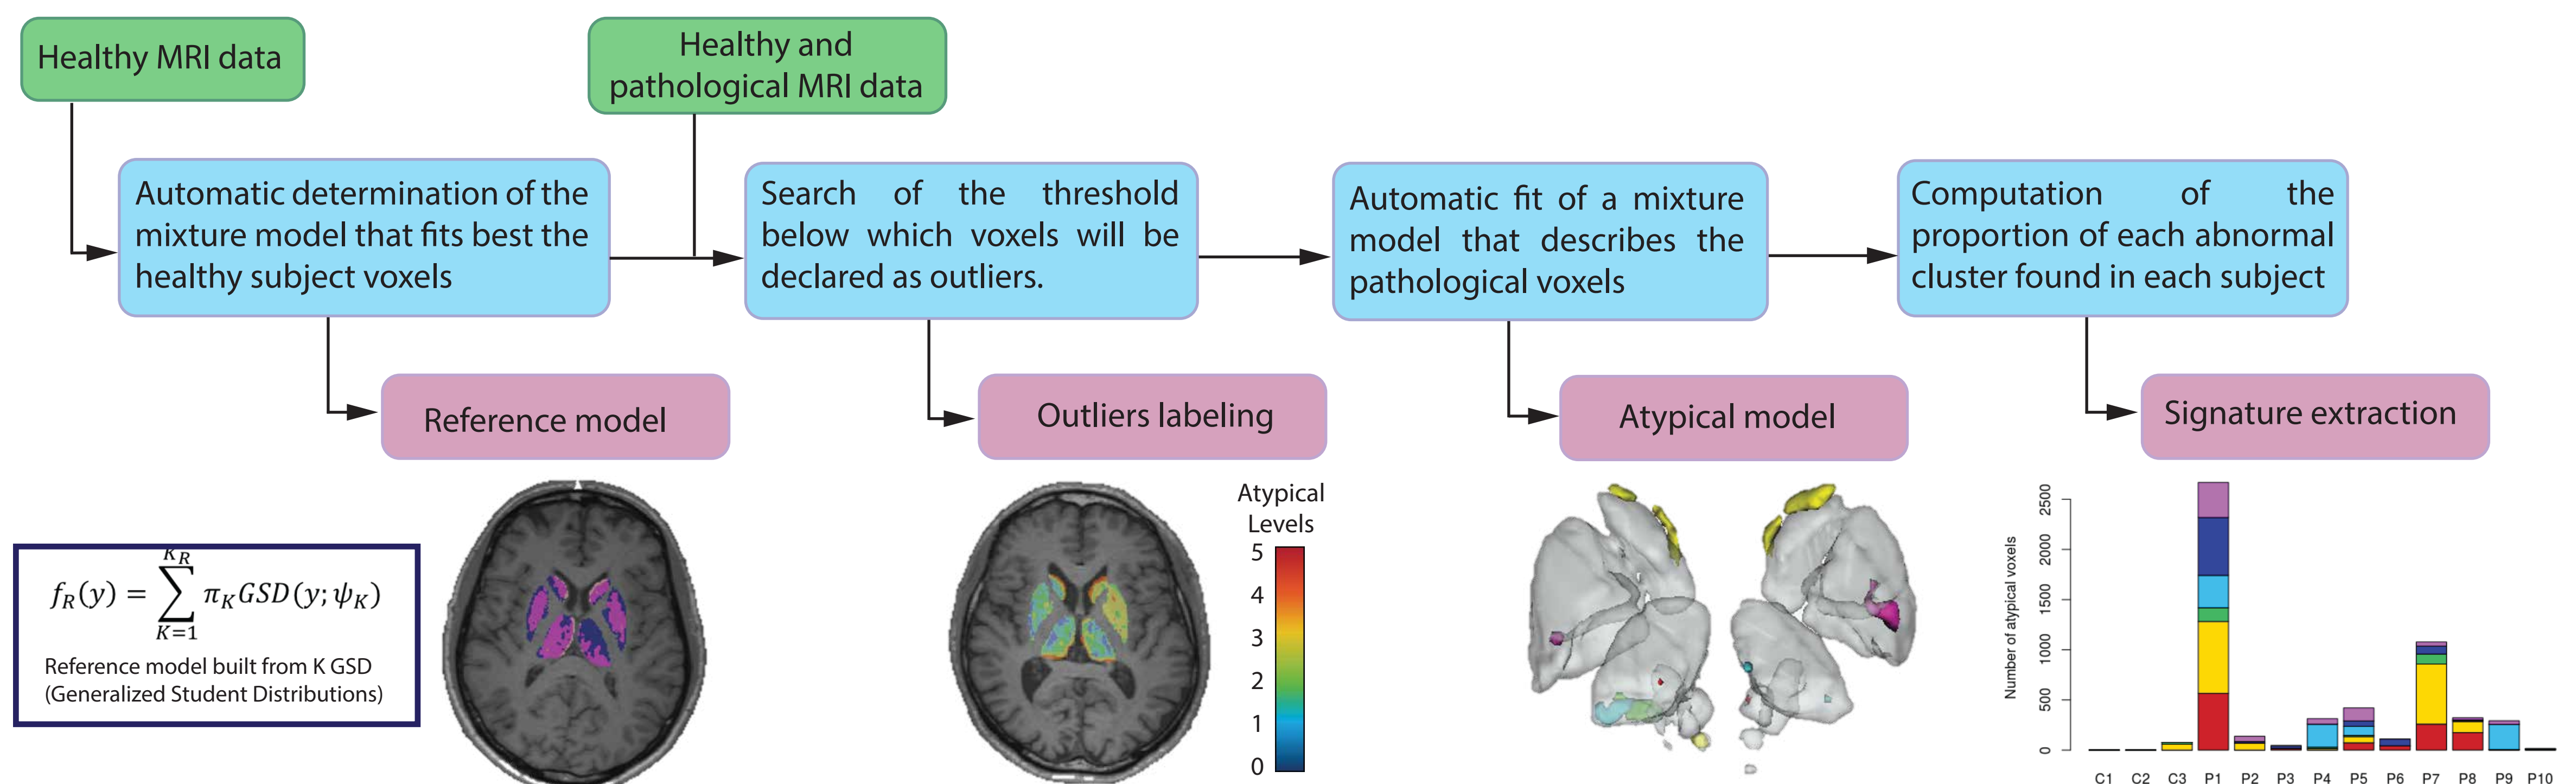 Healthy MRI data
Healthy and
pathological MRI data
Automatic determination of the
mixture model that fits best the
healthy subject voxels
Search of the threshold
below which voxels will be
declared as outliers.
Automatic fit of a mixture
model that describes the
pathological voxels
Computation of the
proportion of each abnormal
cluster found in each subject
Reference model
Outliers labeling
Atypical model
Signature extraction
f_R(y) = \sum_{K=1}^{K_R} π_K GSD(y; ψ_K)
Reference model built from K GSD
(Generalized Student Distributions)
Atypical
Levels
5
4
3
2
1
0
Number of atypical voxels
2500
2000
1500
1000
500
0
C1 C2 C3 P1 P2 P3 P4 P5 P6 P7 P8 P9 P10